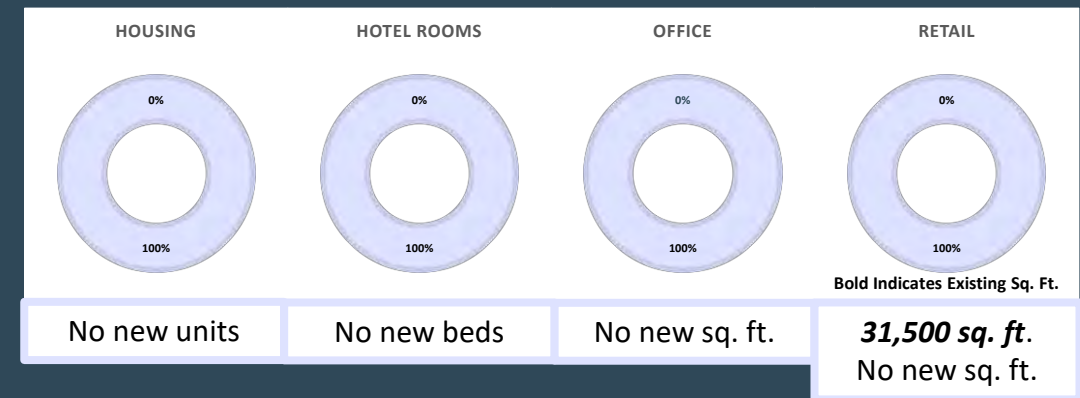 HOUSING
HOTEL ROOMS
OFFICE
RETAIL
0%
0%
0%
0%
100%
100%
100%
100%
Bold Indicates Existing Sq. Ft.
No new units
No new beds
No new sq. ft.
31,500 sq. ft.
No new sq. ft.